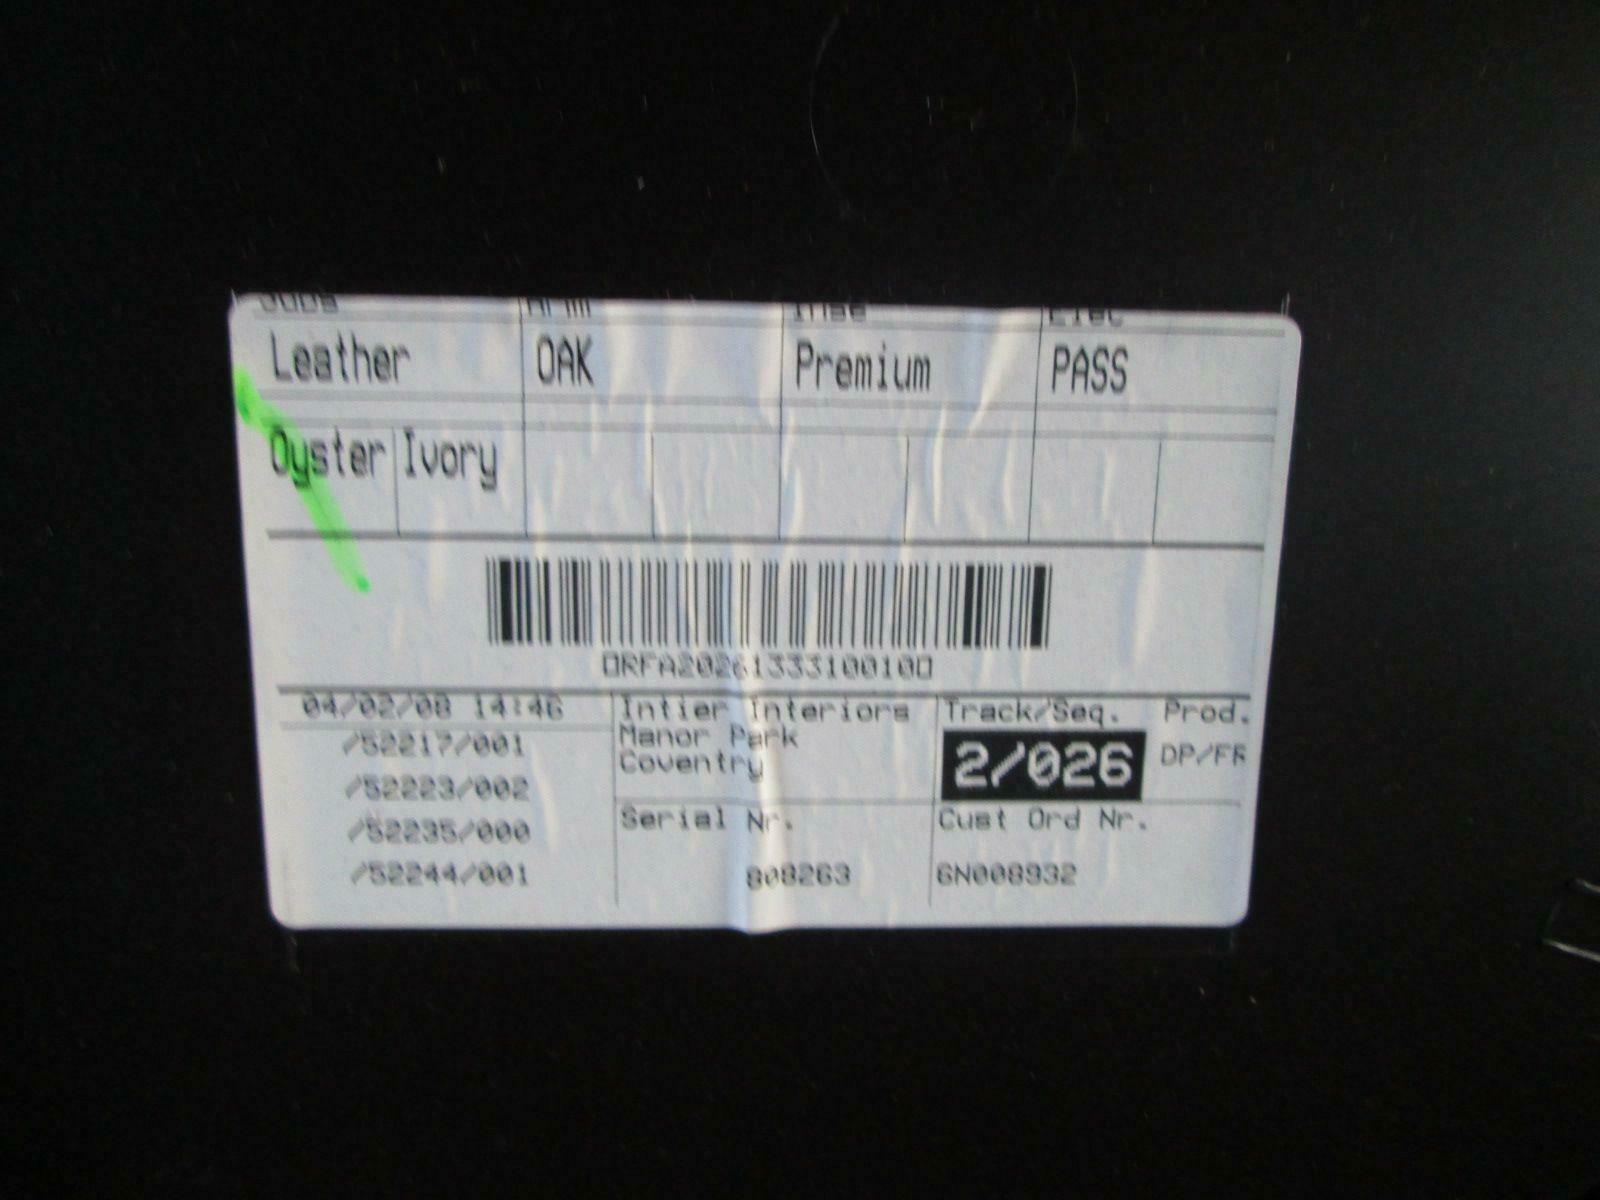 Leather OAK Premium PASS
Oyster Ivory
0RFA20261333100100
04/02/08 14:46 Intier Interiors Track/Seq. Prod.
/52217/001 Manor Park 2/026 DP/FR
/52223/002 Coventry
/52235/000 Serial Nr. Cust Ord Nr.
/52244/001 808263 6N008932